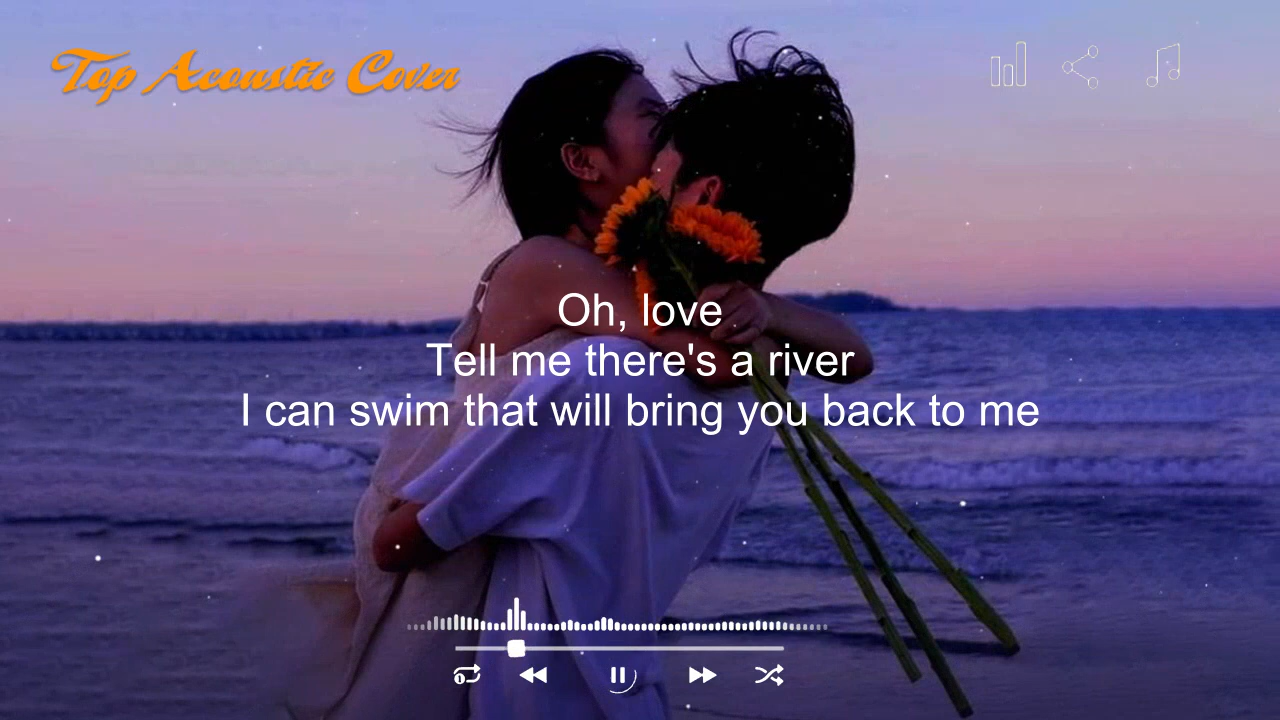 Top Acoustic Cover
Oh, love
Tell me there's a river
I can swim that will bring you back to me